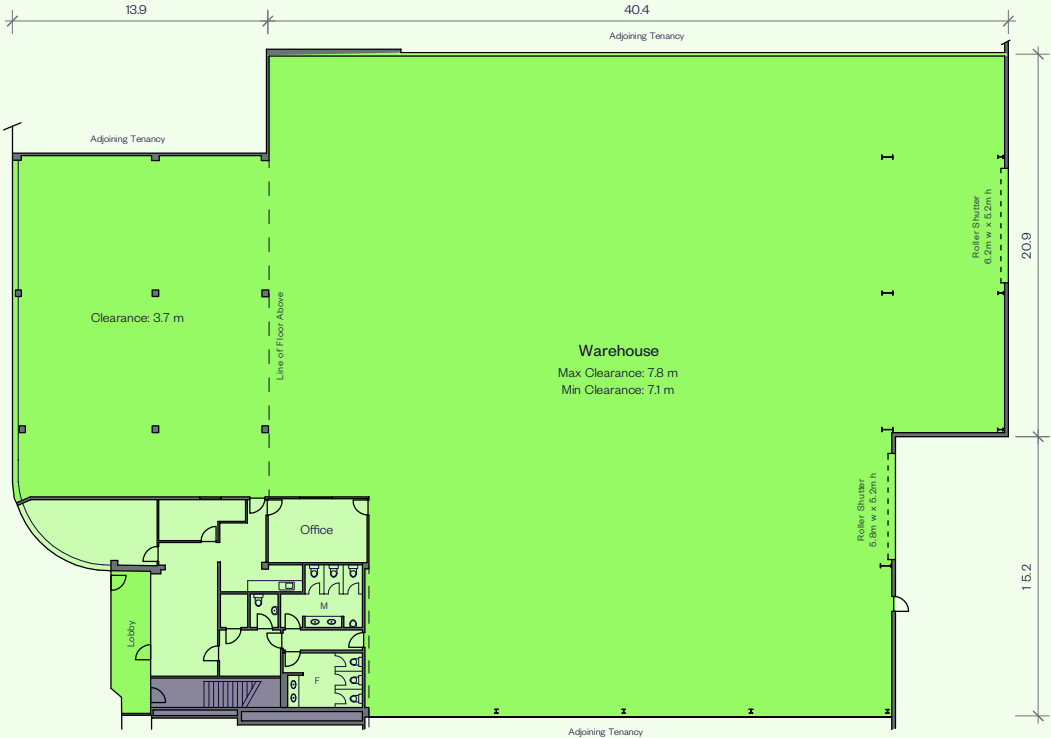 13.9
40.4
Adjoining Tenancy
Adjoining Tenancy
Roller Shutter
6.2m w x 5.2m h
20.9
Clearance: 3.7 m
Line of Floor Above
Warehouse
Max Clearance: 7.8 m
Min Clearance: 7.1 m
Roller Shutter
5.8m w x 5.2m h
Office
15.2
M
Lobby
F
Adjoining Tenancy